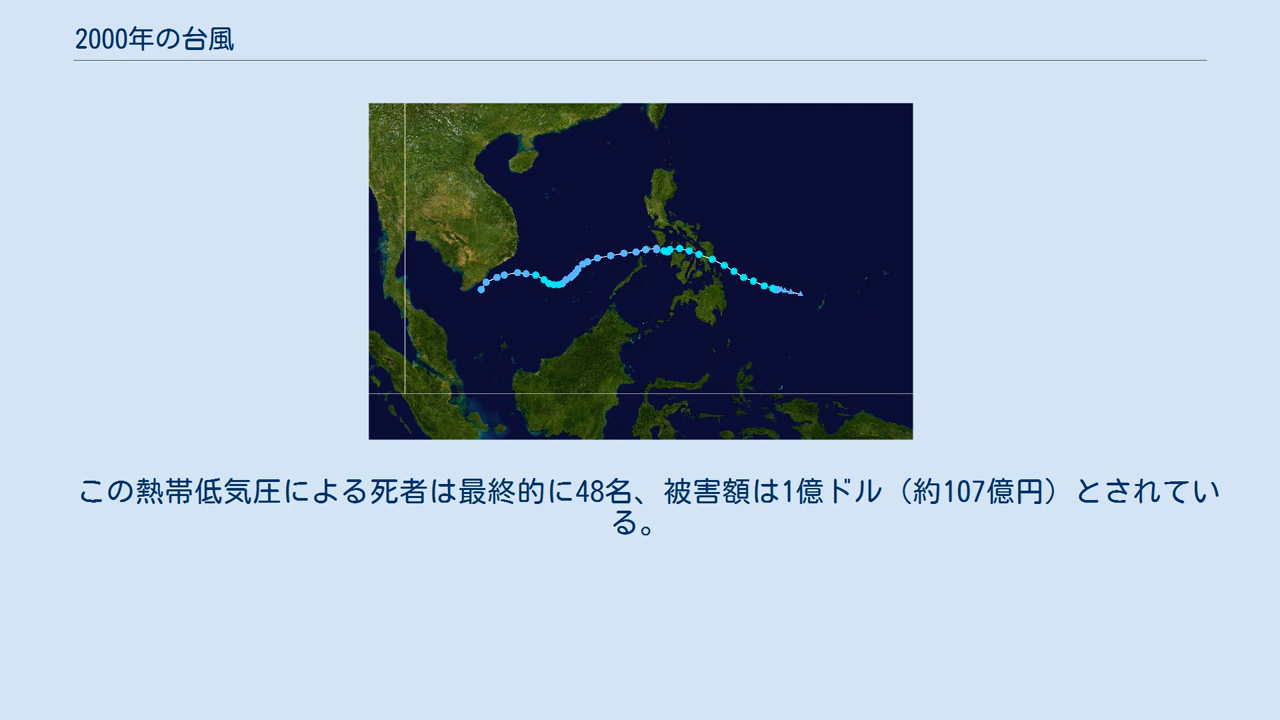 2000年の台風
この熱帯低気圧による死者は最終的に48名、被害額は1億ドル（約107億円）とされてい
る。